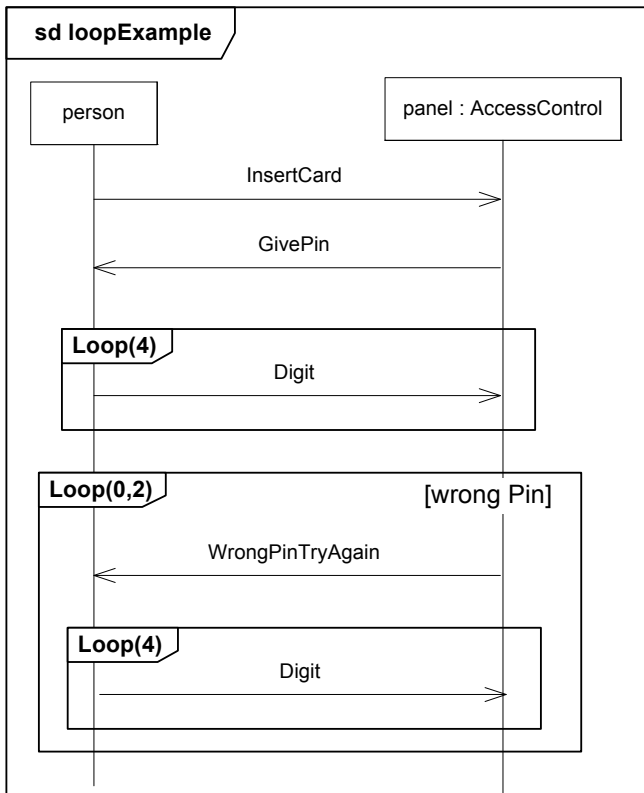 sd loopExample
person
panel : AccessControl
InsertCard
GivePin
Loop(4)
Digit
Loop(0,2)
[wrong Pin]
WrongPinTryAgain
Loop(4)
Digit